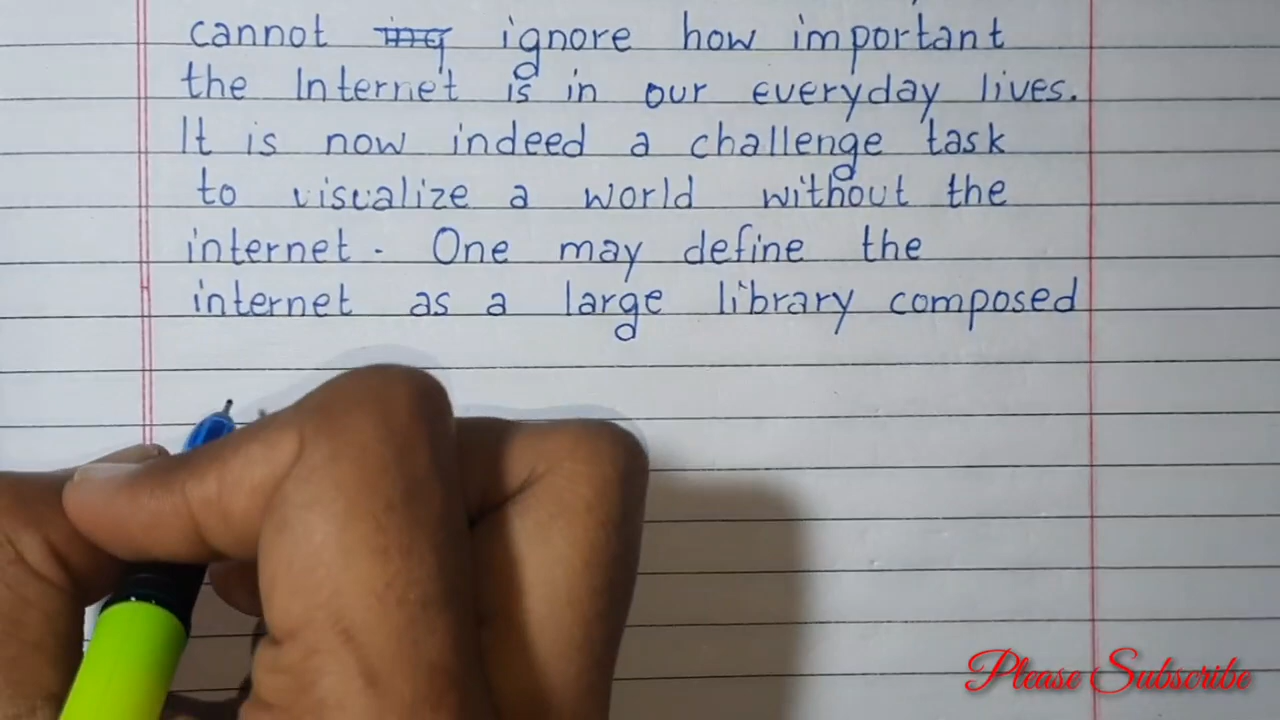 cannot ignore how important
the Internet is in our everyday lives.
It is now indeed a challenge task
to visualize a world without the
internet. One may define the
internet as a large library composed
Please Subscribe